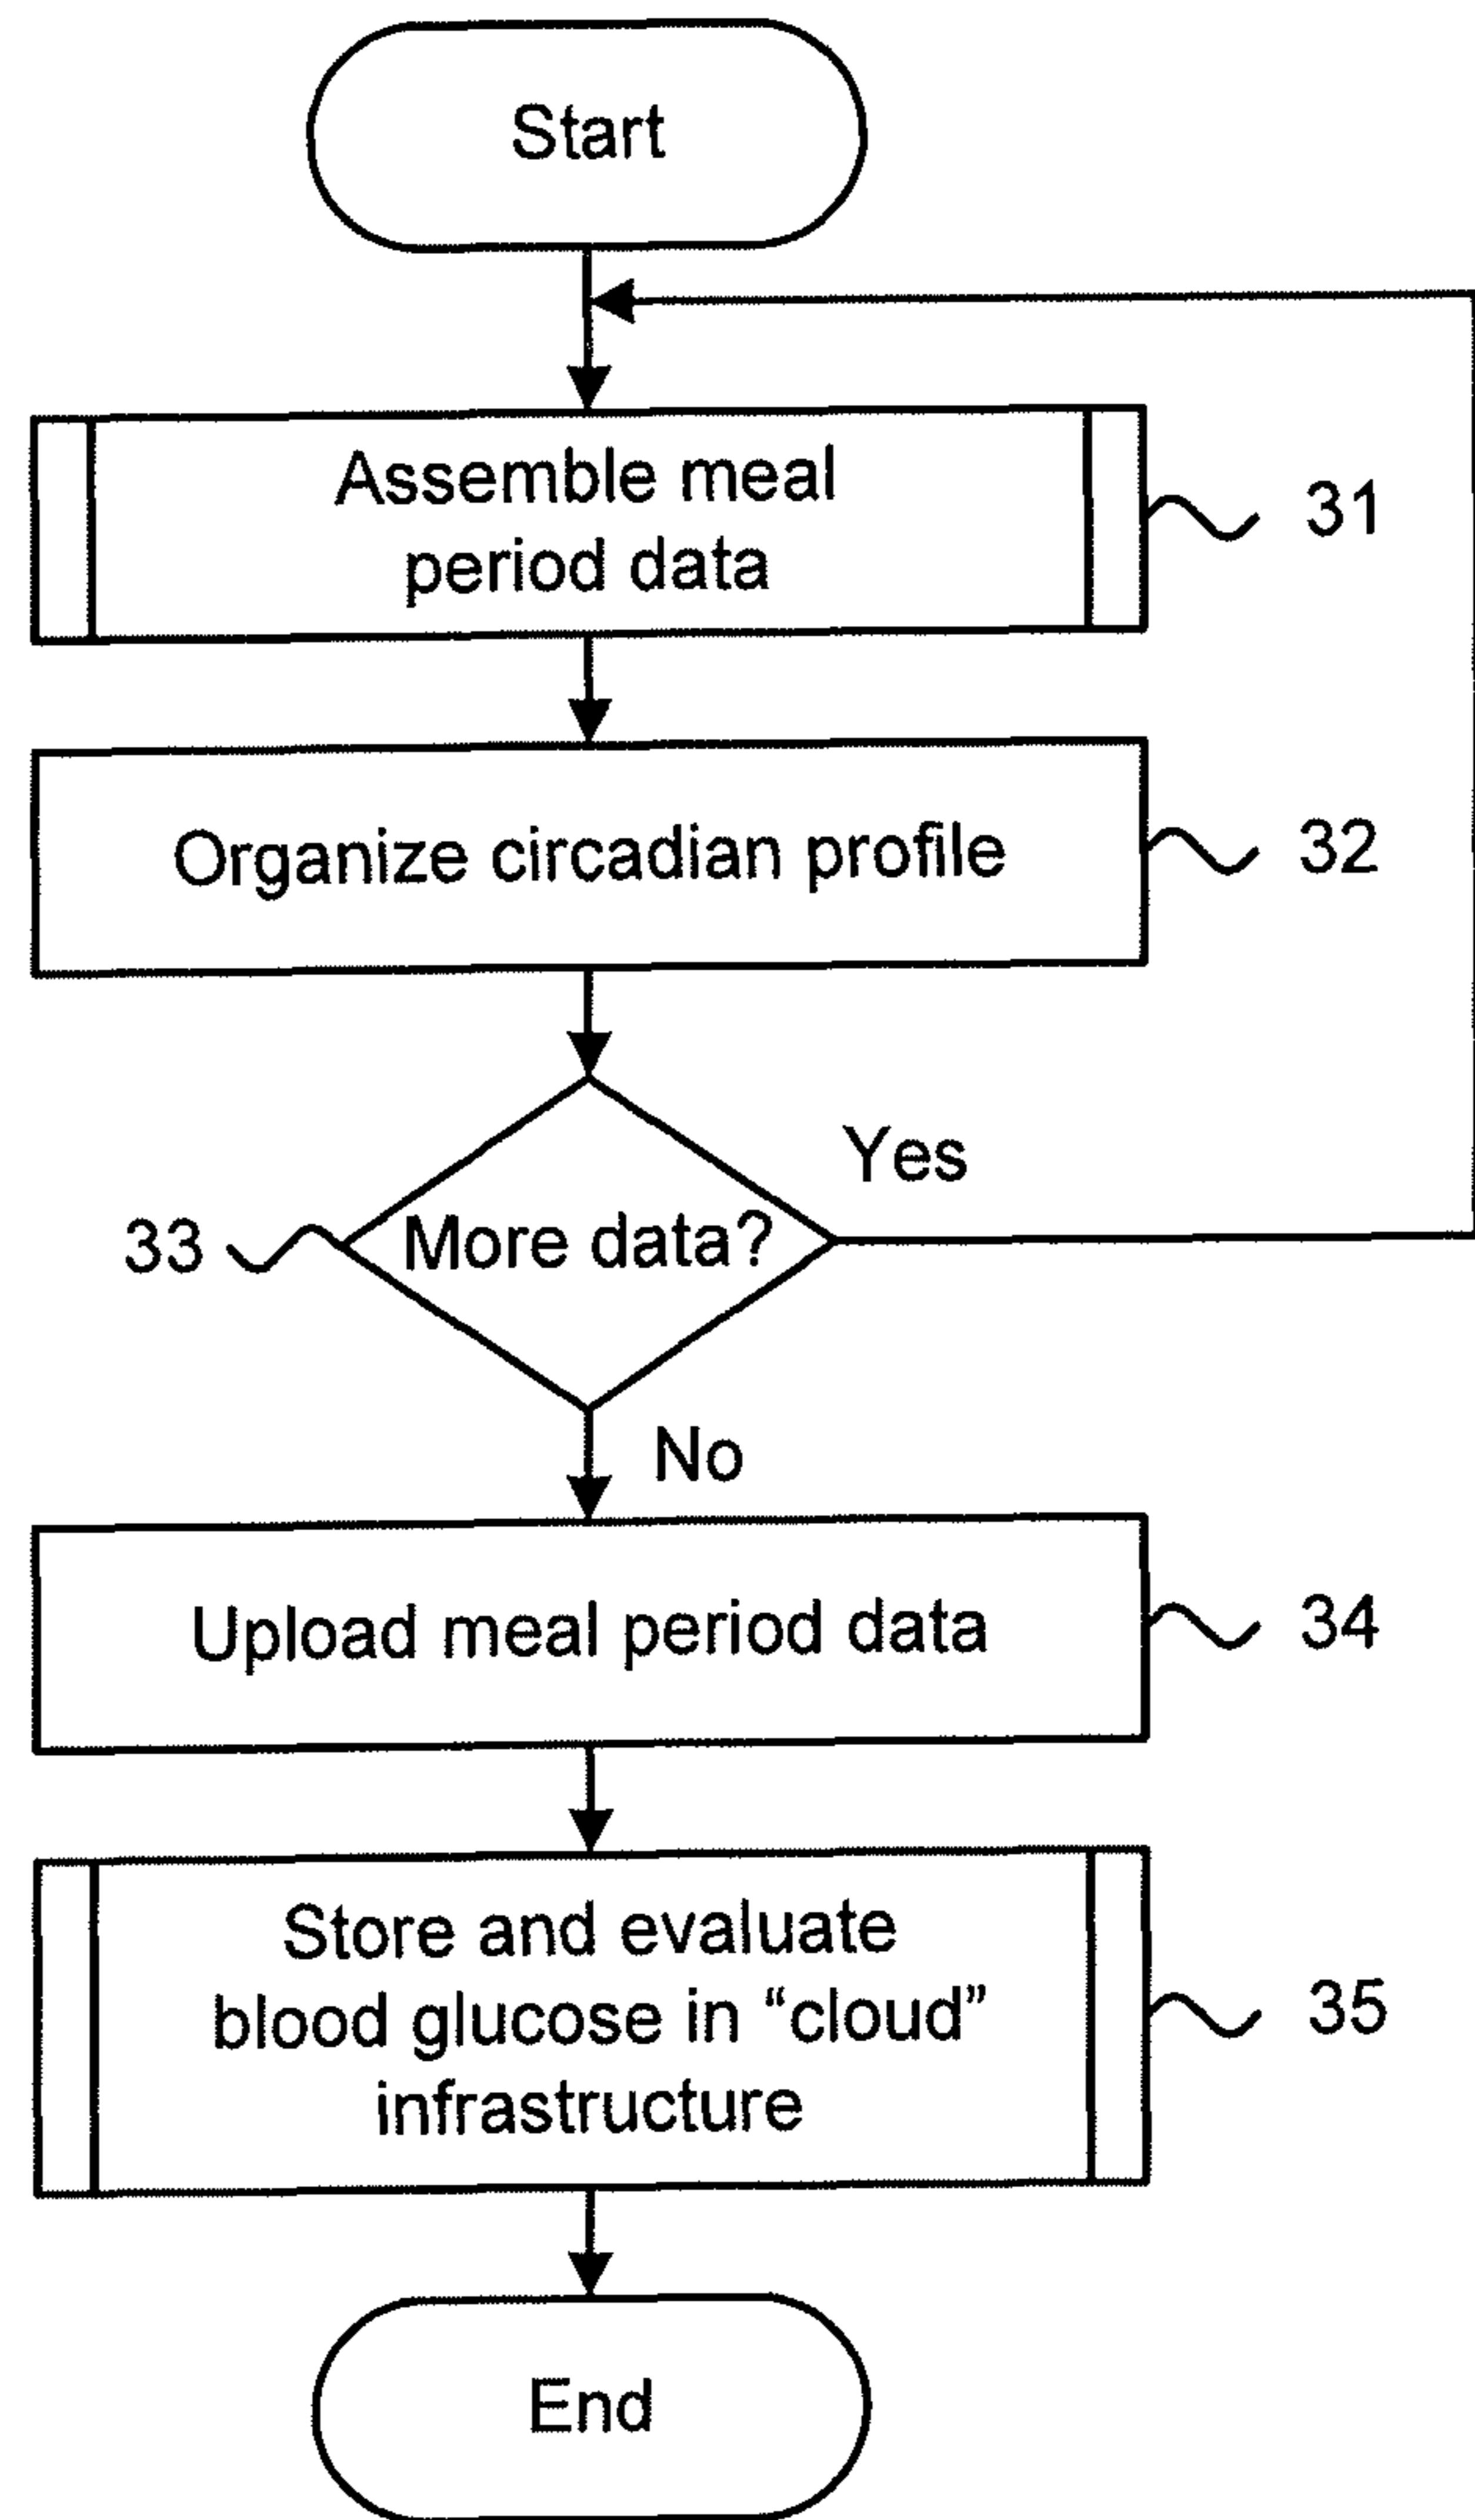 Start
Assemble meal
period data
31
Organize circadian profile
32
Yes
33
More data?
No
Upload meal period data
34
Store and evaluate
blood glucose in “cloud”
infrastructure
35
End